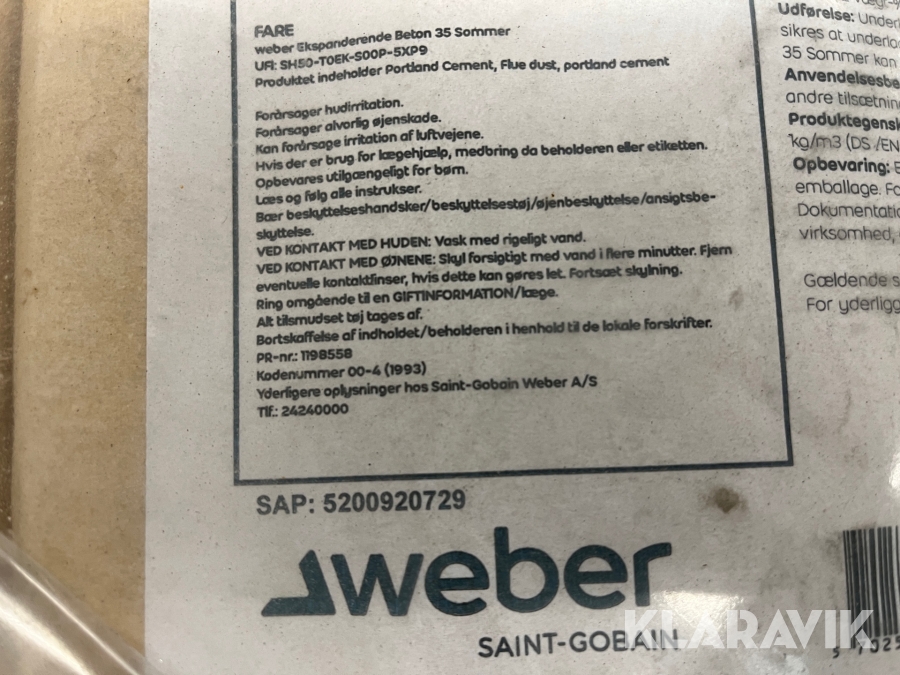 FARE
weber Ekspanderende Beton 35 Sommer
UFI: SH50-T0EK-S00P-5XP9
Produktet indeholder Portland Cement, Flue dust, portland cement
Forårsager hudirritation.
Forårsager alvorlig øjenskade.
Kan forårsage irritation af luftvejene.
Hvis der er brug for lægehjælp, medbring da beholderen eller etiketten.
Opbevares utilgængeligt for børn.
Læs og følg alle instrukser.
Bær beskyttelseshandsker/beskyttelsestøj/øjenbeskyttelse/ansigtsbe-
skyttelse.
VED KONTAKT MED HUDEN: Vask med rigeligt vand.
VED KONTAKT MED ØJNENE: Skyl forsigtigt med vand i flere minutter. Fjern
eventuelle kontaktlinser, hvis dette kan gøres let. Fortsæt skylning.
Ring omgående til en GIFTINFORMATION/læge.
Alt tilsmudset tøj tages af.
Bortskaffelse af indholdet/beholderen i henhold til de lokale forskrifter.
PR-nr.: 1198558
Kodenummer 00-4 (1993)
Yderligere oplysninger hos Saint-Gobain Weber A/S
Tlf.: 24240000
SAP: 5200920729
weber
SAINT-GOBAIN
Udførelse: Underl
sikres at underla
35 Sommer kan
Anvendelsesbe
andre tilsætnin
Produktegensk
kg/m3 (DS/EN
Opbevaring:
emballage. Fo
Dokumentatio
virksomhed,
Gældende s
For yderligg
KLARAVIK